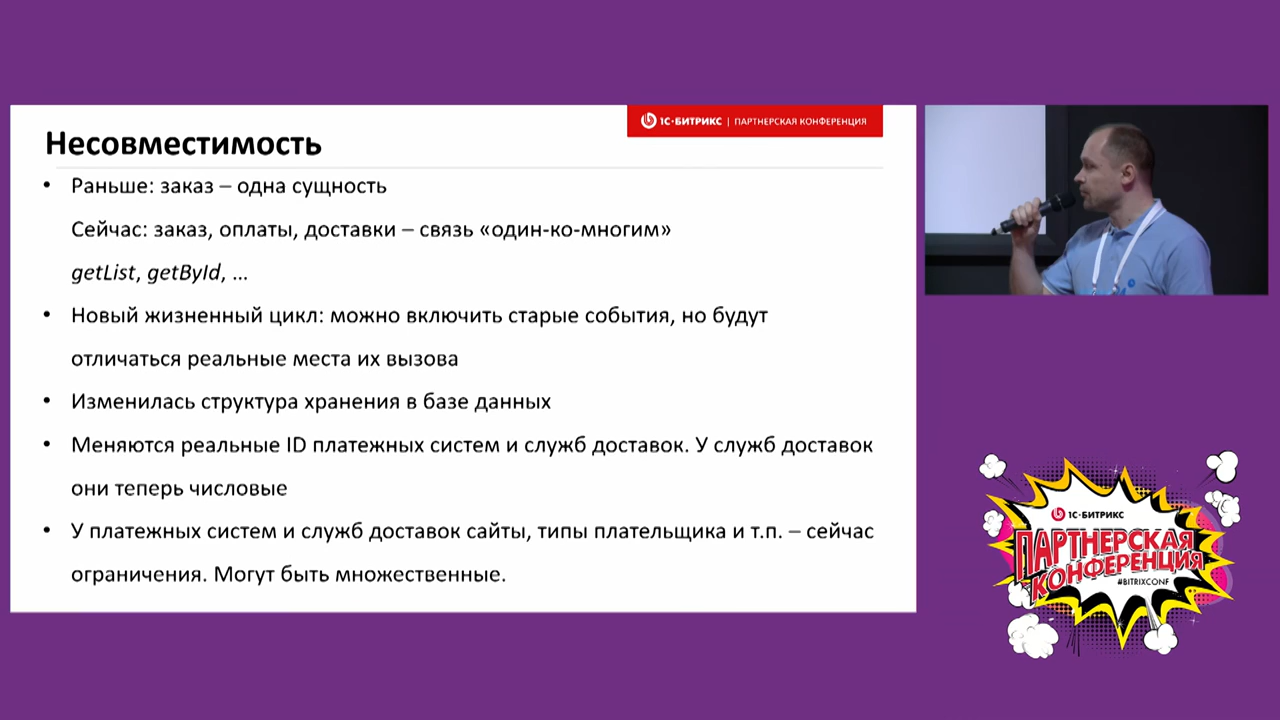 1С-БИТРИКС | ПАРТНЕРСКАЯ КОНФЕРЕНЦИЯ
Несовместимость
• Раньше: заказ – одна сущность
Сейчас: заказ, оплаты, доставки – связь «один-ко-многим»
getList, getById, ...
• Новый жизненный цикл: можно включить старые события, но будут
отличаться реальные места их вызова
• Изменилась структура хранения в базе данных
• Меняются реальные ID платежных систем и служб доставок. У служб доставок
они теперь числовые
• У платежных систем и служб доставок сайты, типы плательщика и т.п. – сейчас
ограничения. Могут быть множественные.
1С-БИТРИКС
ПАРТНЕРСКАЯ
КОНФЕРЕНЦИЯ
#BITRIXCONF